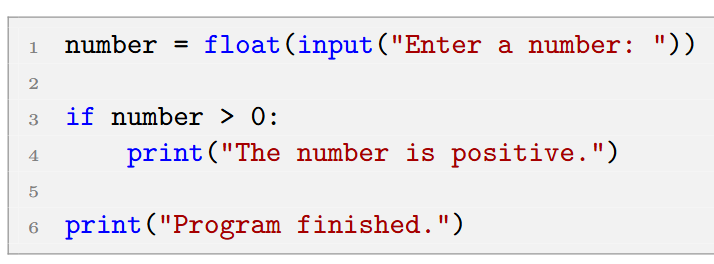 1 number = float(input("Enter a number: "))
2
3 if number > 0:
4     print("The number is positive.")
5
6 print("Program finished.")